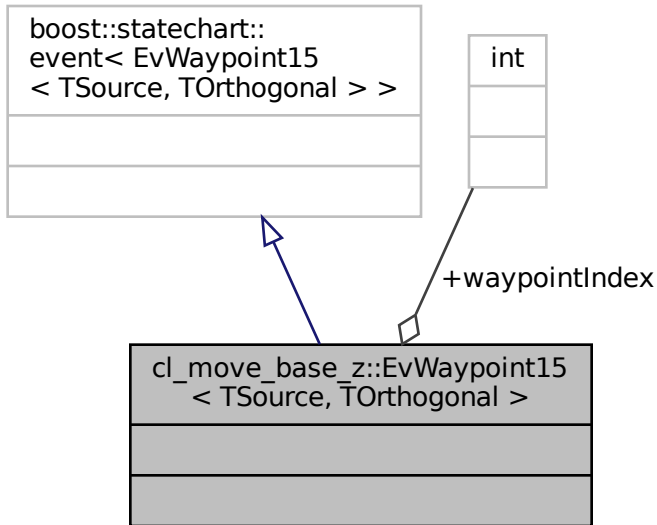 boost::statechart::
event< EvWaypoint15
< TSource, TOrthogonal > >
int
+waypointIndex
cl_move_base_z::EvWaypoint15
< TSource, TOrthogonal >